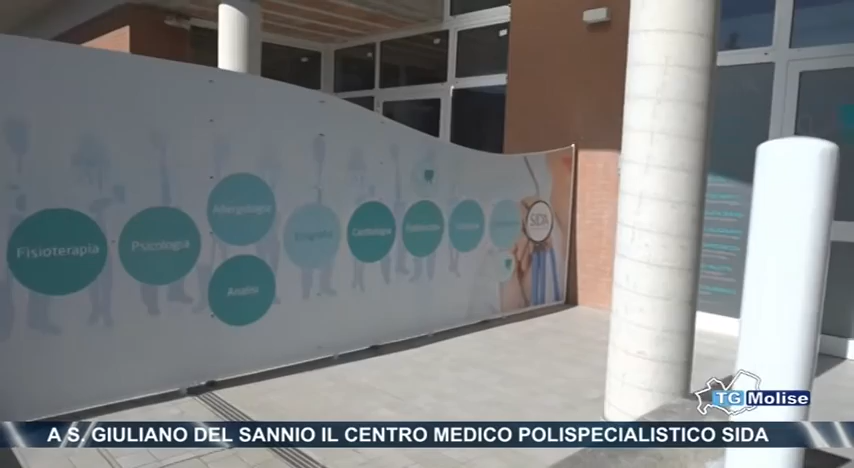 Fisioterapia
Psicologia
Allergologia
Analisi
Cardiologia
SIDA
TG Molise
A S. GIULIANO DEL SANNIO IL CENTRO MEDICO POLISPECIALISTICO SIDA